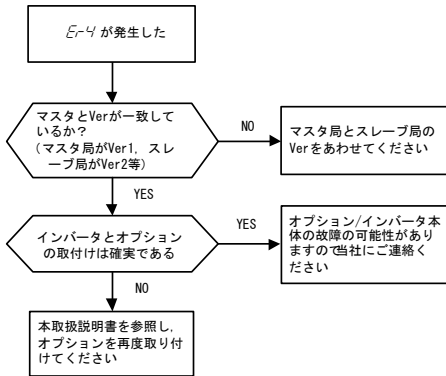 Er-4 が発生した
マスタとVerが一致して
いるか?
(マスタ局がVer1, スレ
ーブ局がVer2等)
NO
マスタ局とスレーブ局の
Verをあわせてください
YES
インバータとオプション
の取付けは確実である
YES
オプション/インバータ本
体の故障の可能性があり
ますので当社にご連絡く
ださい
NO
本取扱説明書を参照し,
オプションを再度取り付
けてください